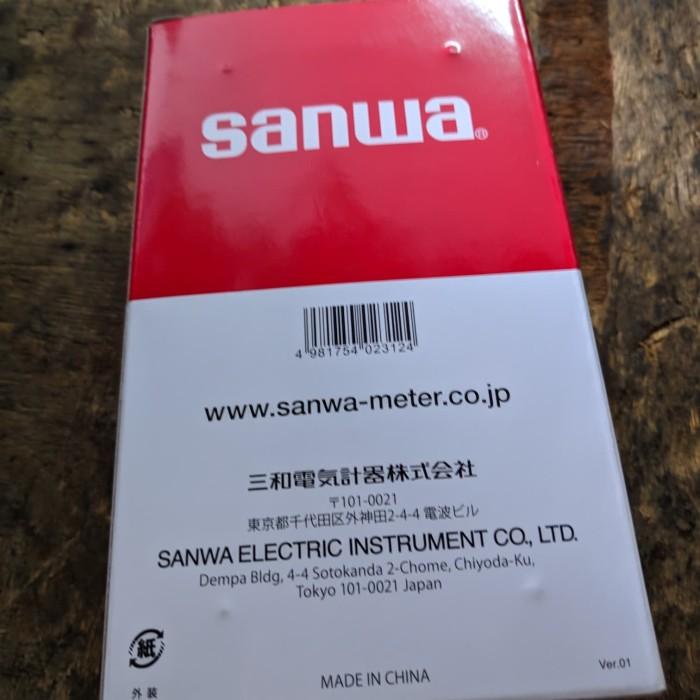 sanwa®
4 981754 023124
www.sanwa-meter.co.jp
三和電気計器株式会社
〒101-0021
東京都千代田区外神田2-4-4 電波ビル
SANWA ELECTRIC INSTRUMENT CO., LTD.
Dempa Bldg, 4-4 Sotokanda 2-Chome, Chiyoda-Ku,
Tokyo 101-0021 Japan
紙
外装
MADE IN CHINA
Ver.01